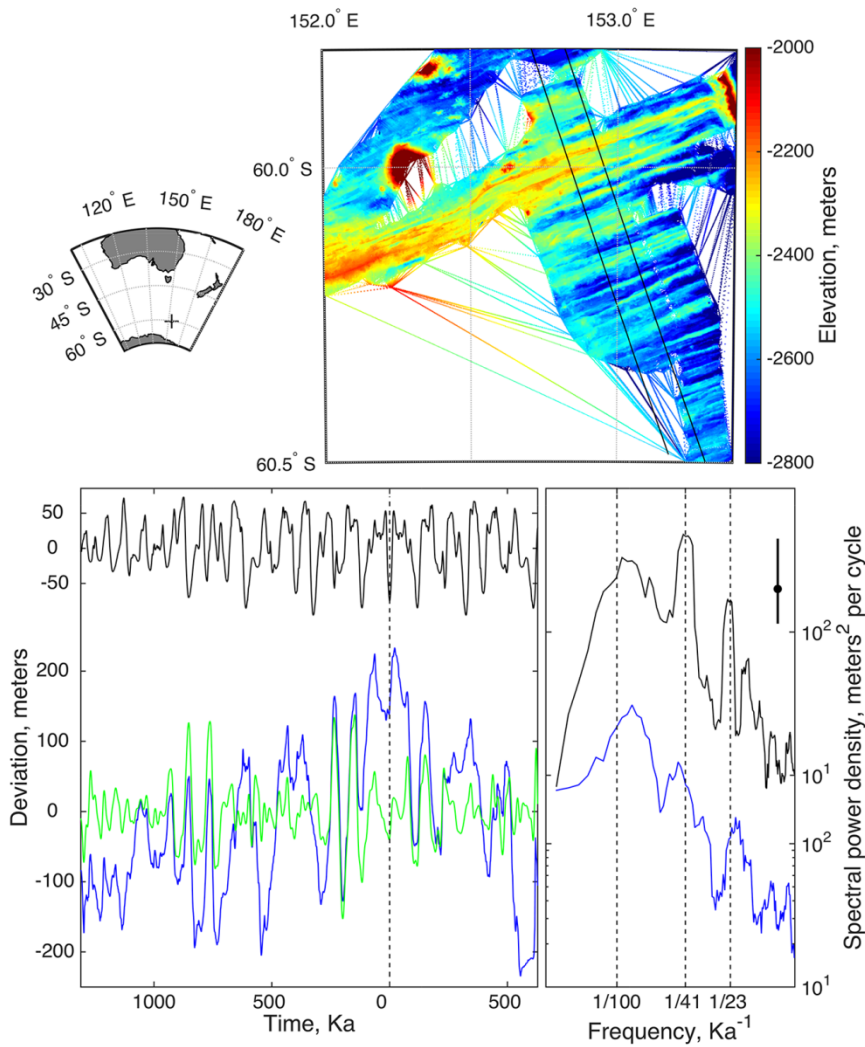 152.0° E
153.0° E
60.0° S
60.5° S
-2000
-2200
-2400
-2600
-2800
Elevation, meters
120° E
150° E
180° E
30° S
45° S
60° S
50
0
-50
200
100
0
-100
-200
Deviation, meters
1000
500
0
500
Time, Ka
10²
10¹
10²
10¹
Spectral power density, meters² per cycle
1/100
1/41
1/23
Frequency, Ka⁻¹